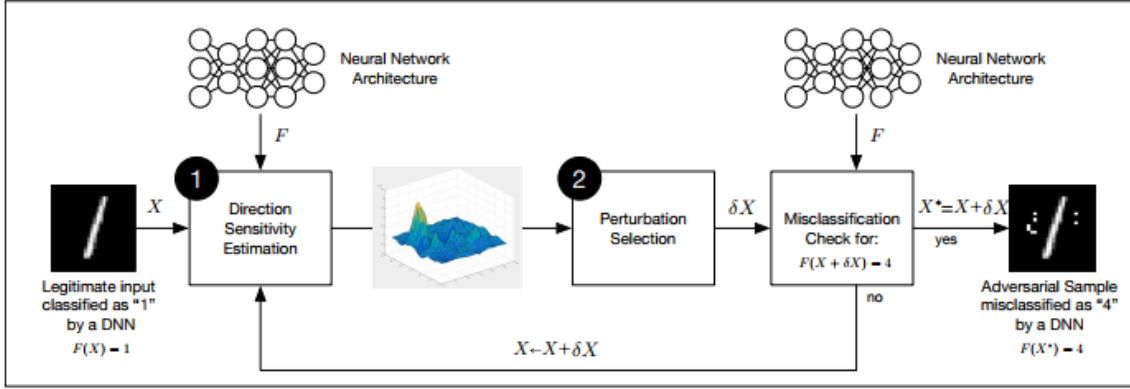 Neural Network
Architecture
Neural Network
Architecture
F
F
1
2
X
Direction
Sensitivity
Estimation
Perturbation
Selection
δX
Misclassification
Check for:
F(X + δX) = 4
X*=X+δX
yes
no
Legitimate input
classified as "1"
by a DNN
F(X) = 1
Adversarial Sample
misclassified as "4"
by a DNN
F(X*) = 4
X←X+δX